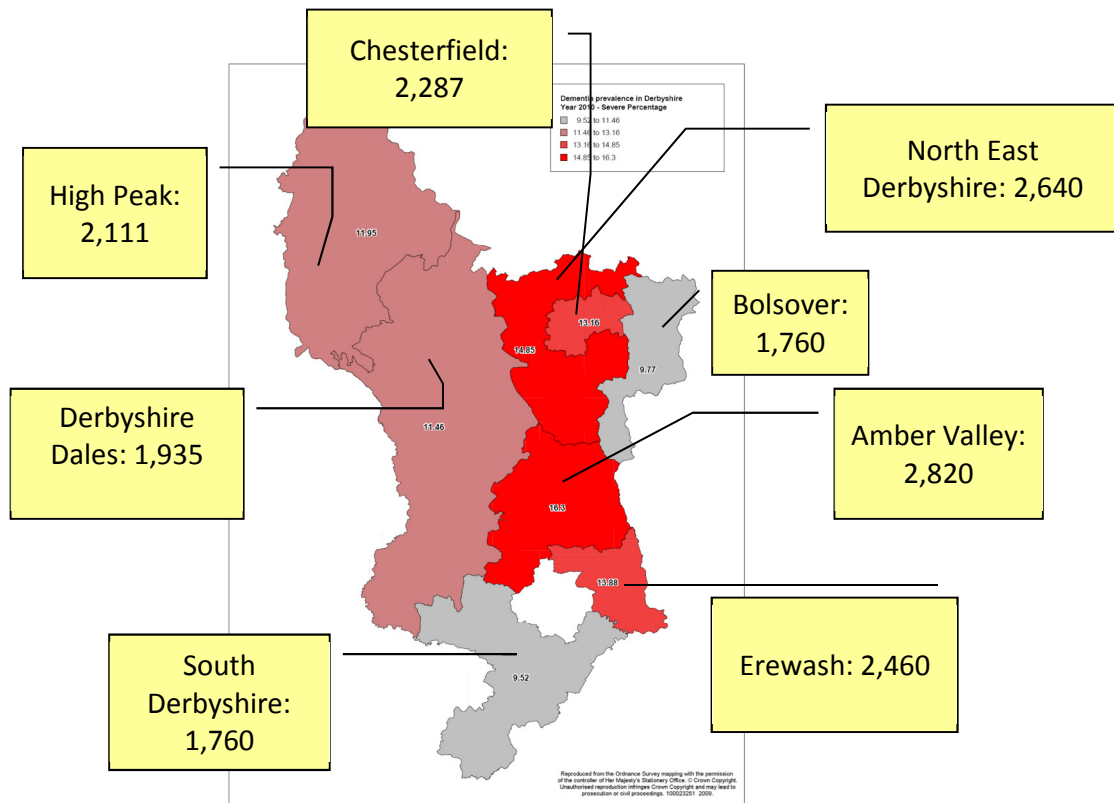 Chesterfield:
2,287
Dementia prevalence in Derbyshire
Year 2010 - Severe Percentage
9.52 to 11.46
11.46 to 13.16
13.16 to 14.85
14.85 to 16.3
North East
Derbyshire: 2,640
High Peak:
2,111
11.95
Bolsover:
1,760
13.16
14.85
9.77
Derbyshire
Dales: 1,935
11.46
Amber Valley:
2,820
16.3
13.88
South
Derbyshire:
1,760
9.52
Erewash: 2,460
Reproduced from the Ordnance Survey mapping with the permission
of the controller of Her Majesty's Stationery Office. © Crown Copyright.
Unauthorised reproduction infringes Crown Copyright and may lead to
prosecution or civil proceedings. 100023251 2009.